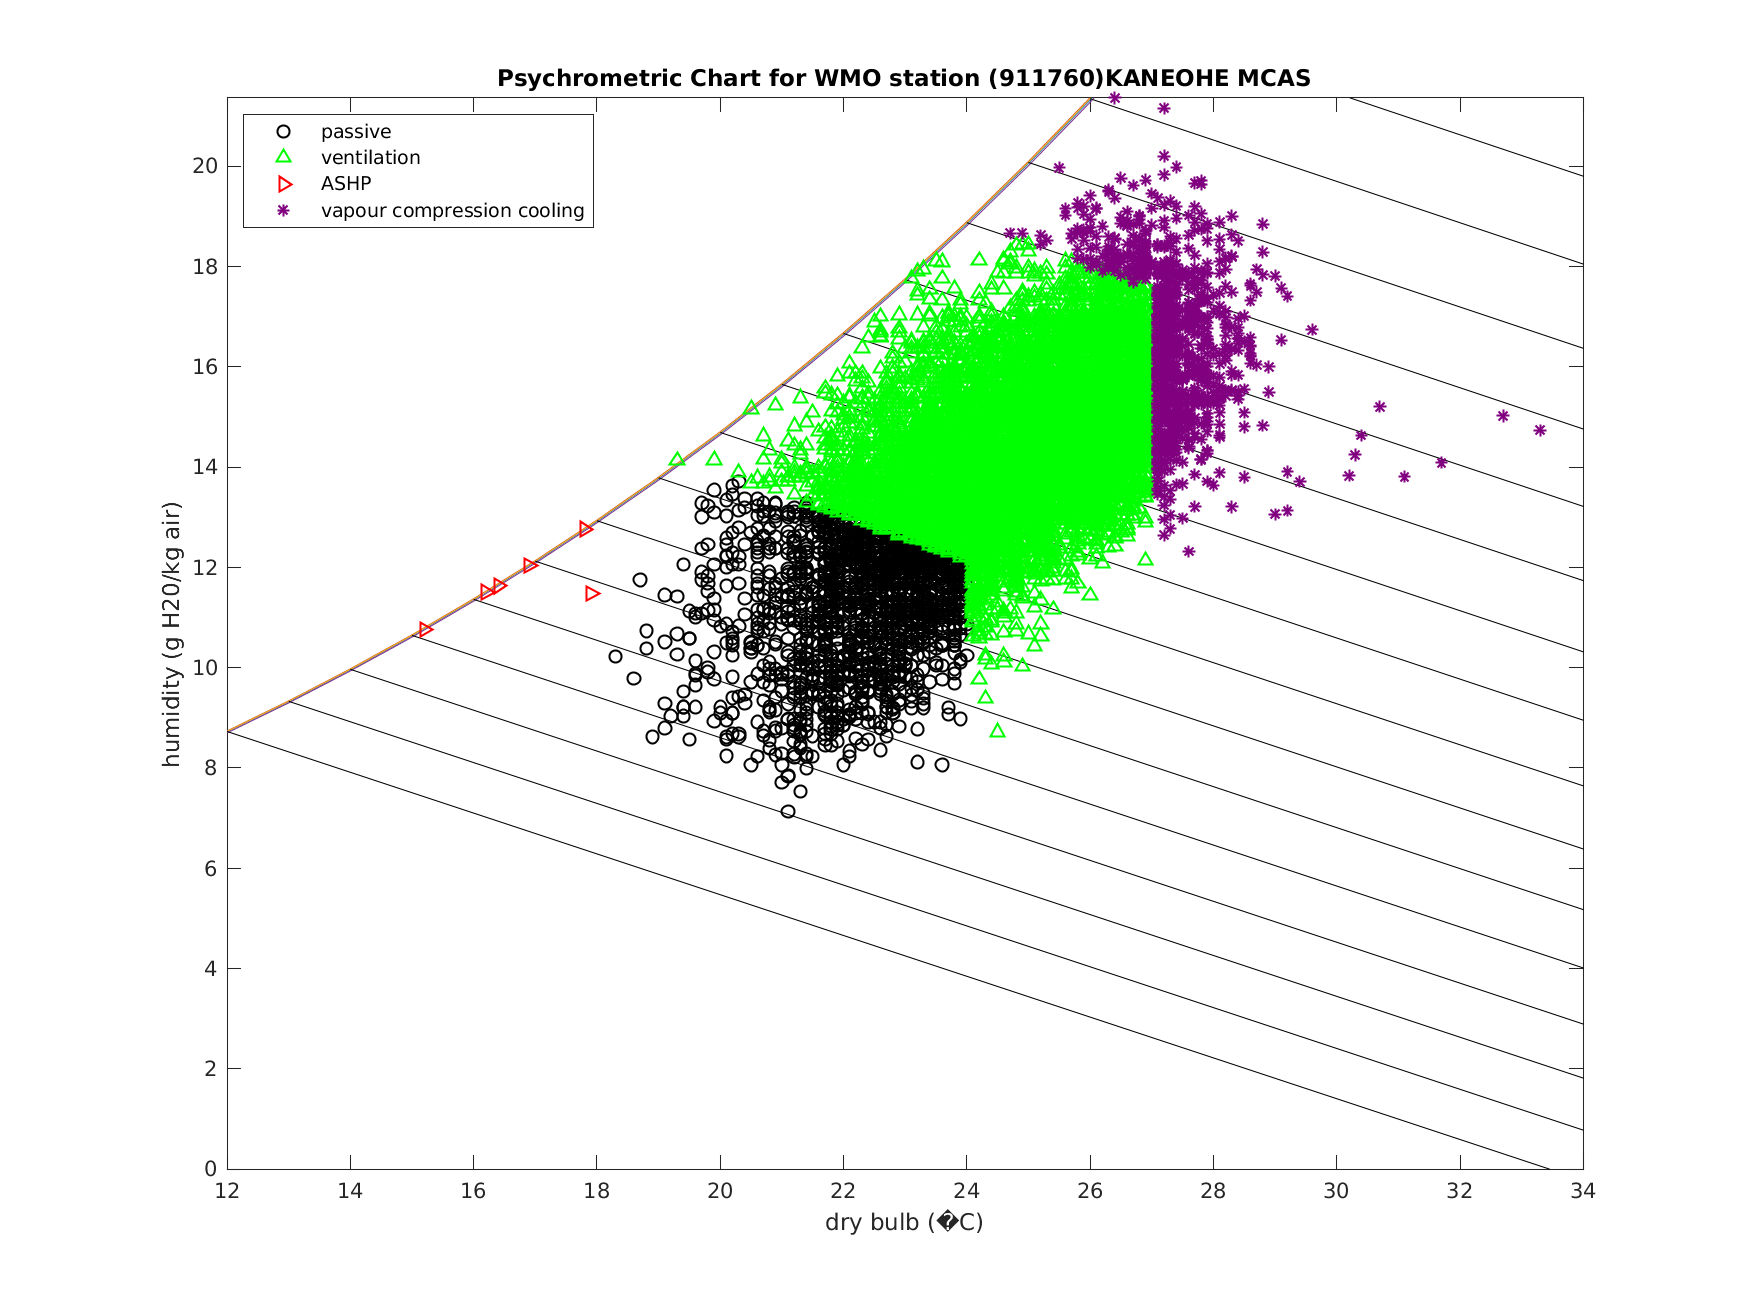 Psychrometric Chart for WMO station (911760)KANEOHE MCAS
passive
ventilation
ASHP
vapour compression cooling
20
18
16
14
12
10
8
6
4
2
0
humidity (g H20/kg air)
12 14 16 18 20 22 24 26 28 30 32 34
dry bulb (�C)